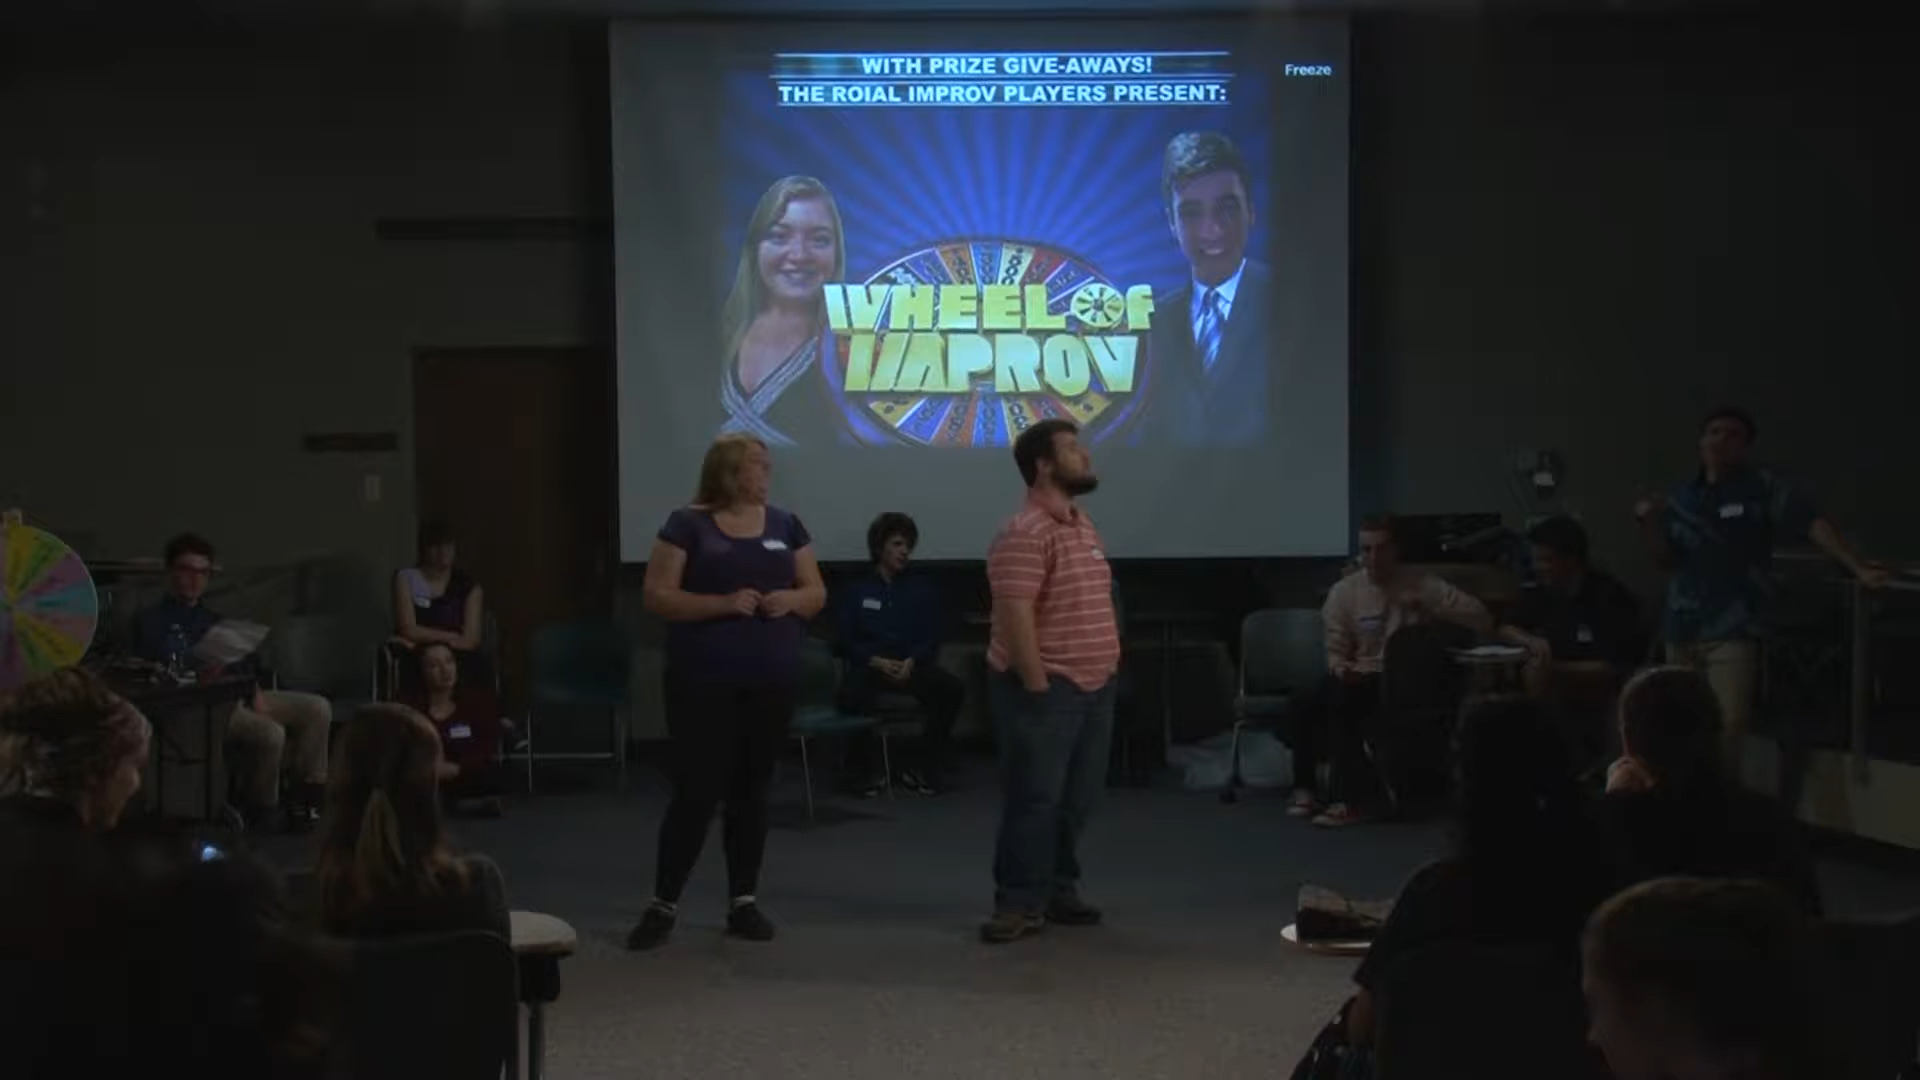 WITH PRIZE GIVE-AWAYS!
Freeze
THE ROIAL IMPROV PLAYERS PRESENT:
WHEEL OF
IMPROV